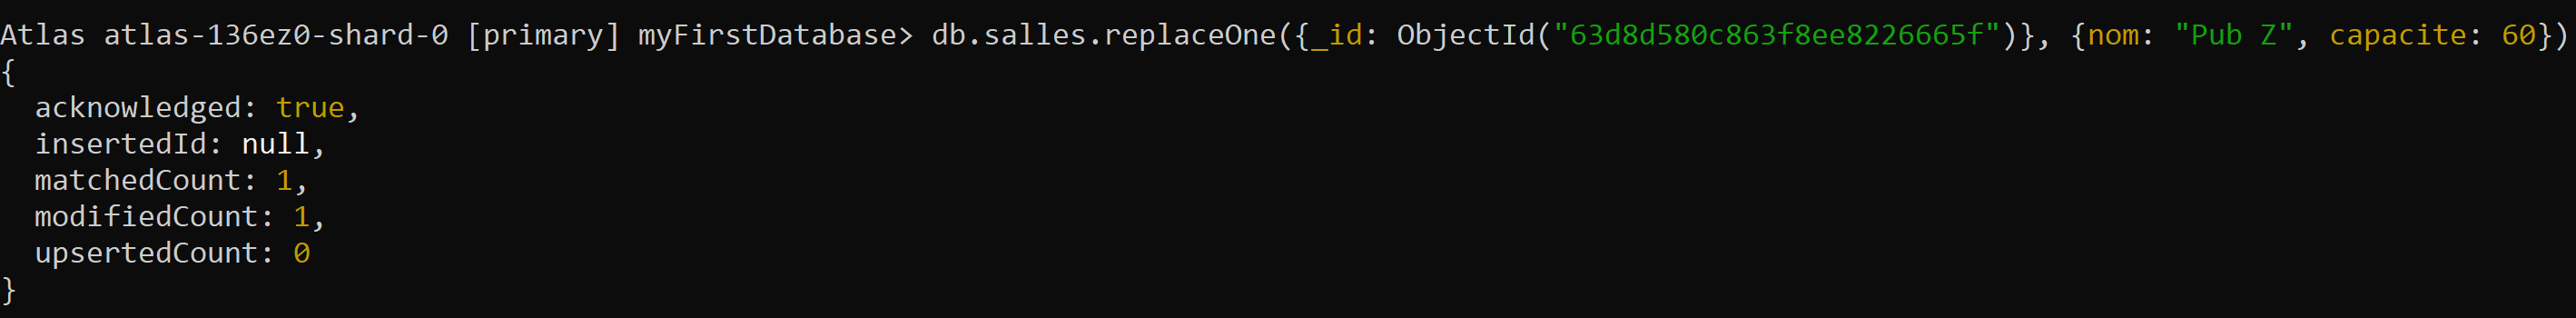 Atlas atlas-136ez0-shard-0 [primary] myFirstDatabase> db.salles.replaceOne({_id: ObjectId("63d8d580c863f8ee8226665f")}, {nom: "Pub Z", capacite: 60})
{
  acknowledged: true,
  insertedId: null,
  matchedCount: 1,
  modifiedCount: 1,
  upsertedCount: 0
}